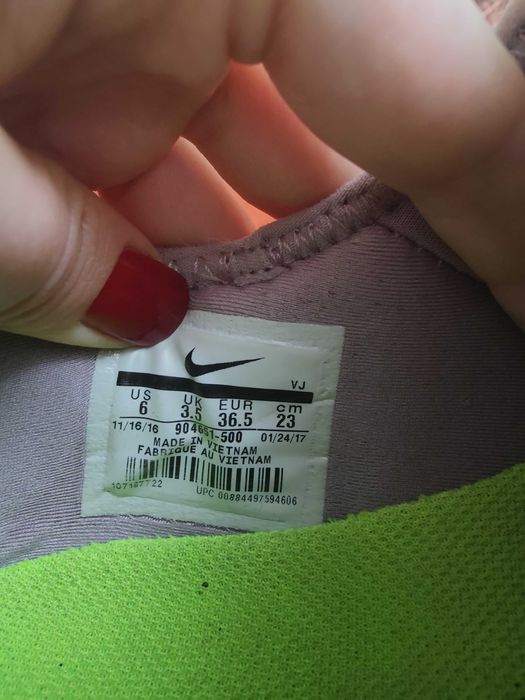 VJ
US UK EUR cm
6 3.5 36.5 23
11/16/16 904651-500 01/24/17
MADE IN VIETNAM
FABRIQUE AU VIETNAM
UPC 00884497594606